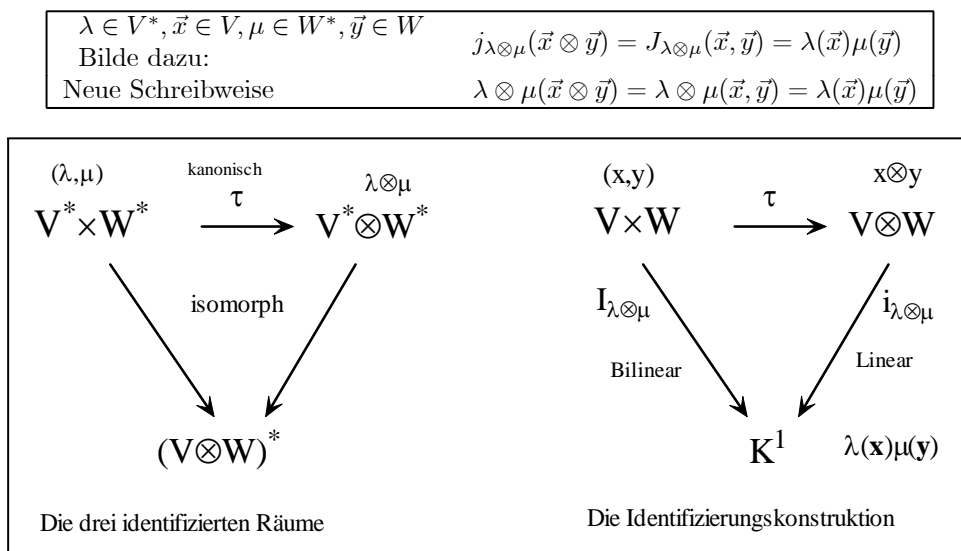 λ ∈ V*, x⃗ ∈ V, μ ∈ W*, y⃗ ∈ W
Bilde dazu:
j_{λ⊗μ}(x⃗ ⊗ y⃗) = J_{λ⊗μ}(x⃗, y⃗) = λ(x⃗)μ(y⃗)
Neue Schreibweise λ ⊗ μ(x⃗ ⊗ y⃗) = λ ⊗ μ(x⃗, y⃗) = λ(x⃗)μ(y⃗)
(λ,μ) kanonisch λ⊗μ
V*×W* τ V*⊗W*
isomorph
(V⊗W)*
Die drei identifizierten Räume
(x,y) x⊗y
V×W τ V⊗W
I_{λ⊗μ} i_{λ⊗μ}
Bilinear Linear
K¹ λ(x)μ(y)
Die Identifizierungskonstruktion